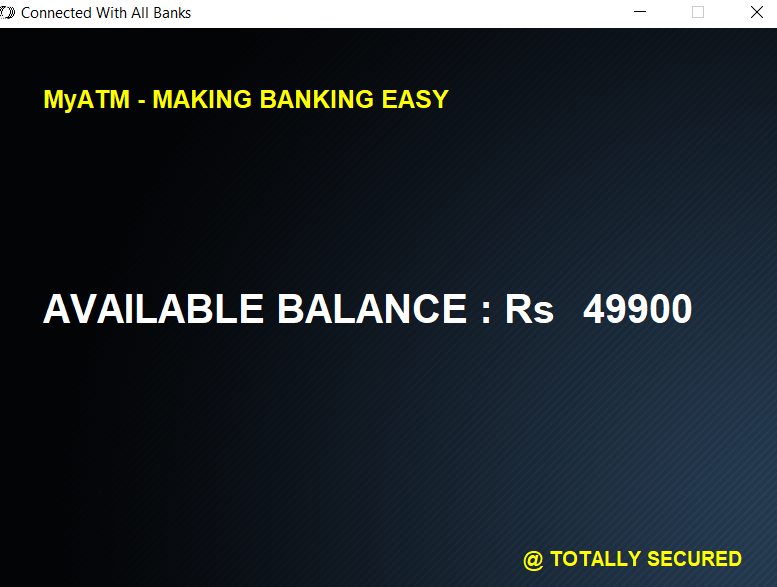 Connected With All Banks
MyATM - MAKING BANKING EASY
AVAILABLE BALANCE : Rs 49900
@ TOTALLY SECURED